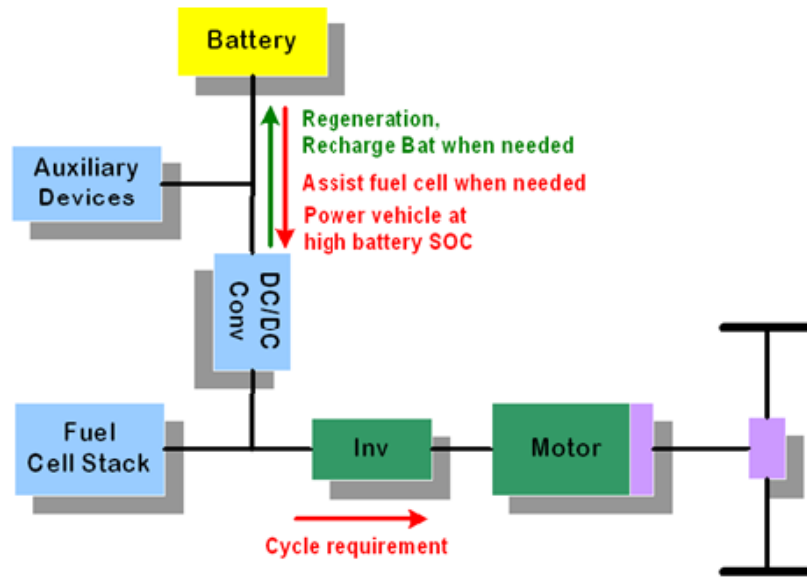 Battery
Regeneration,
Recharge Bat when needed
Auxiliary
Devices
Assist fuel cell when needed
Power vehicle at
high battery SOC
DC/DC
Conv
Fuel
Cell Stack
Inv
Motor
Cycle requirement